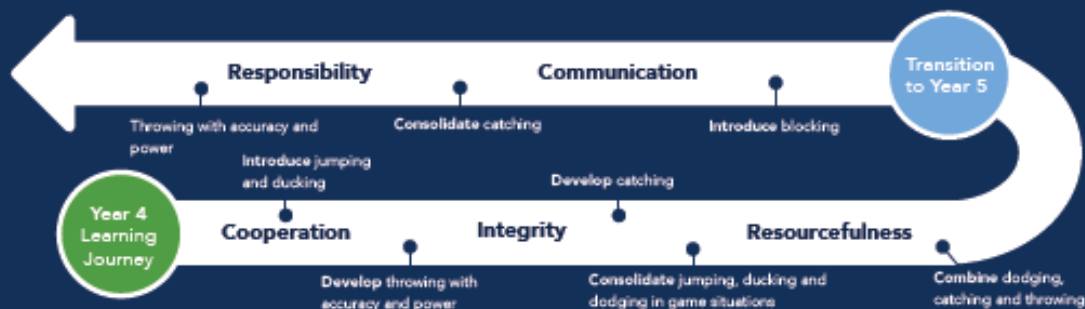 Responsibility
Communication
Transition
to Year 5
Throwing with accuracy and
power
Consolidate catching
Introduce blocking
Introduce jumping
and ducking
Develop catching
Year 4
Learning
Journey
Cooperation
Integrity
Resourcefulness
Develop throwing with
accuracy and power
Consolidate jumping, ducking and
dodging in game situations
Combine dodging,
catching and throwing